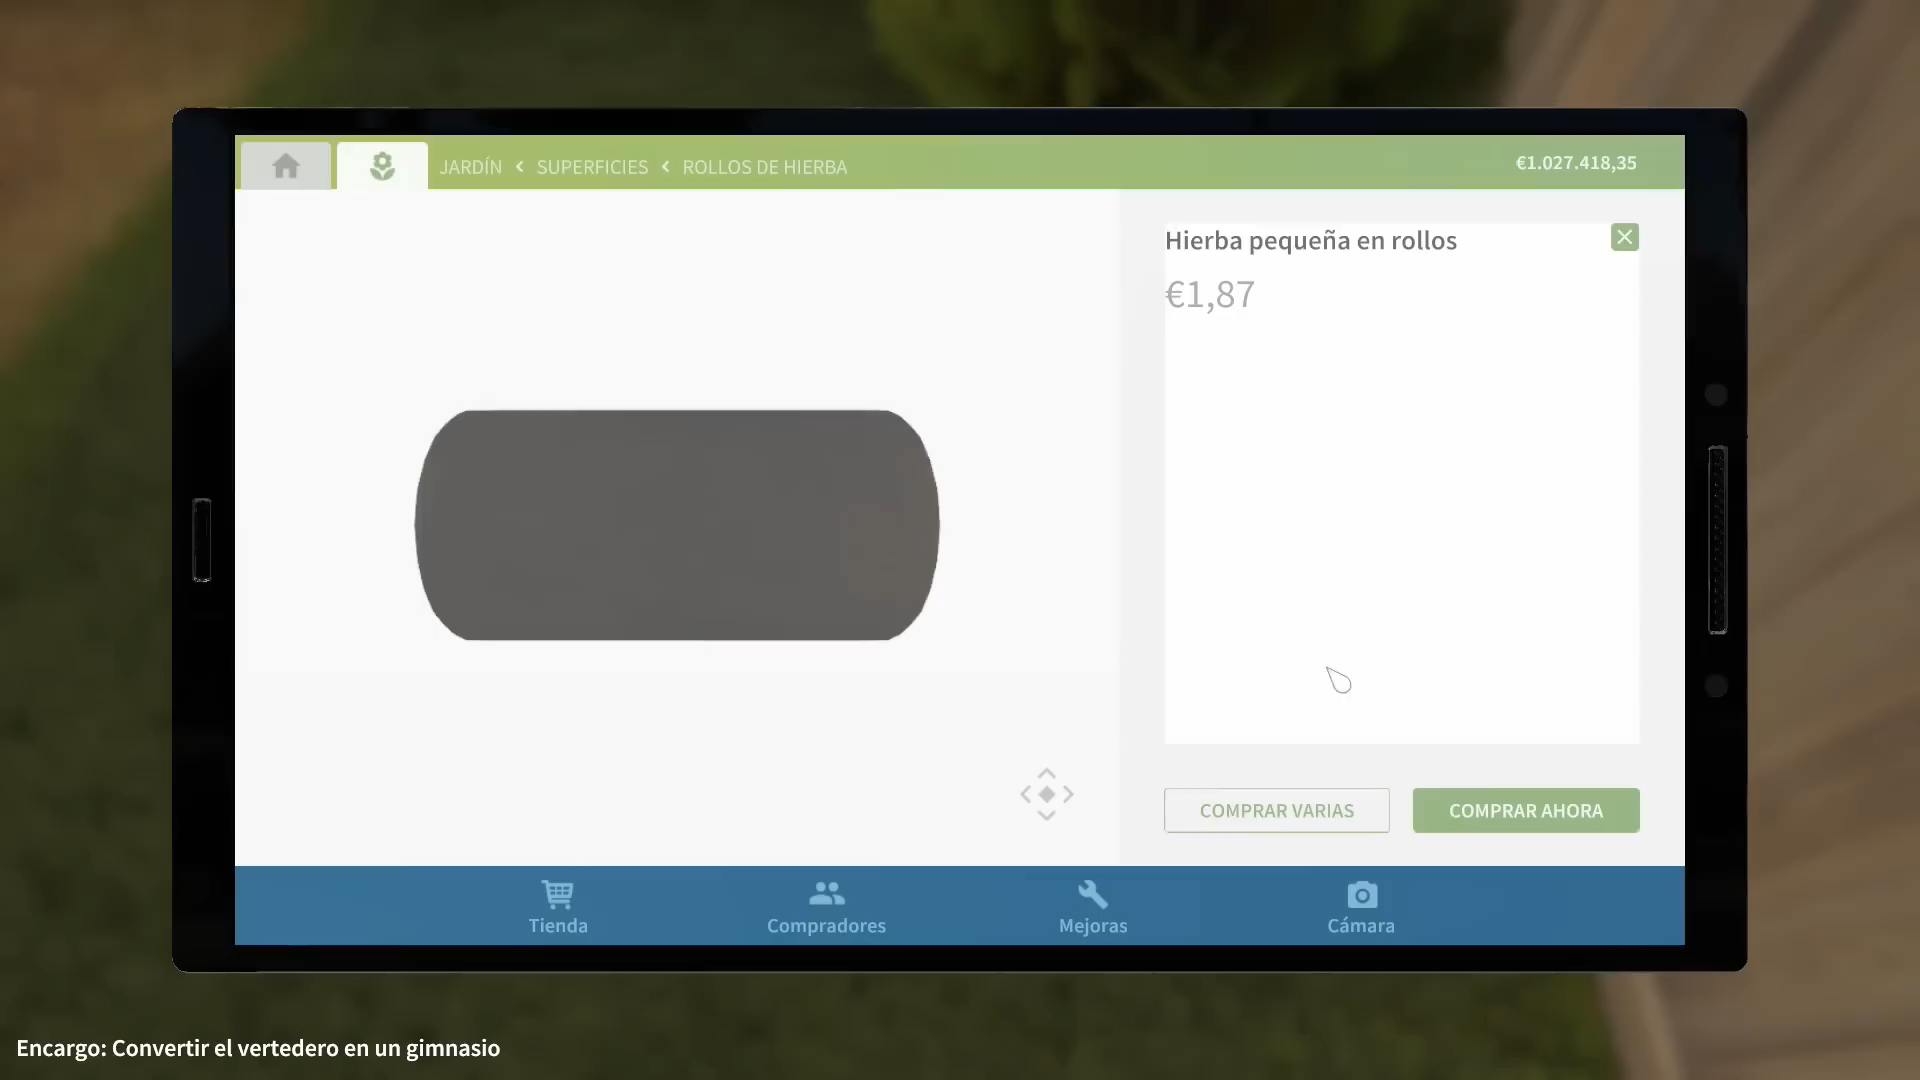 JARDÍN < SUPERFICIES < ROLLOS DE HIERBA
€1.027.418,35
Hierba pequeña en rollos
€1,87
COMPRAR VARIAS
COMPRAR AHORA
Tienda
Compradores
Mejoras
Cámara
Encargo: Convertir el vertedero en un gimnasio